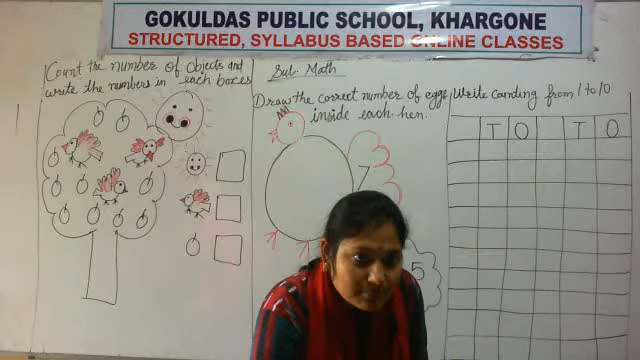 GOKULDAS PUBLIC SCHOOL, KHARGONE
STRUCTURED, SYLLABUS BASED ONLINE CLASSES
Count the number of objects and
write the numbers in each boxes
Sub. Math
Draw the correct number of eggs
inside each hen.
7
5
Write counting from 1 to 10
T O T O